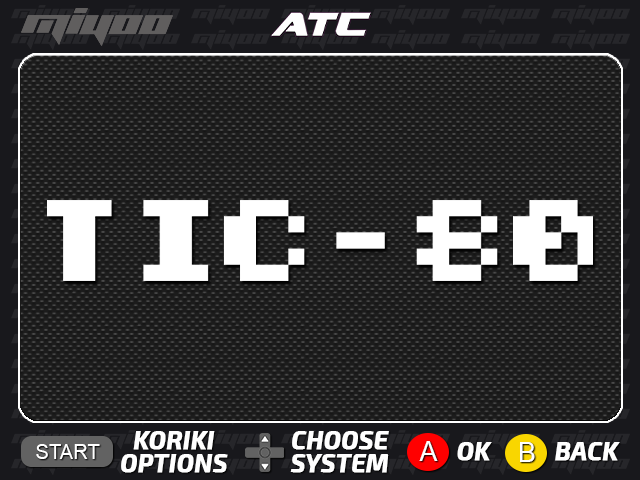 miyoo
ATC
TIC-80
START
KORIKI
OPTIONS
CHOOSE
SYSTEM
A
OK
B
BACK